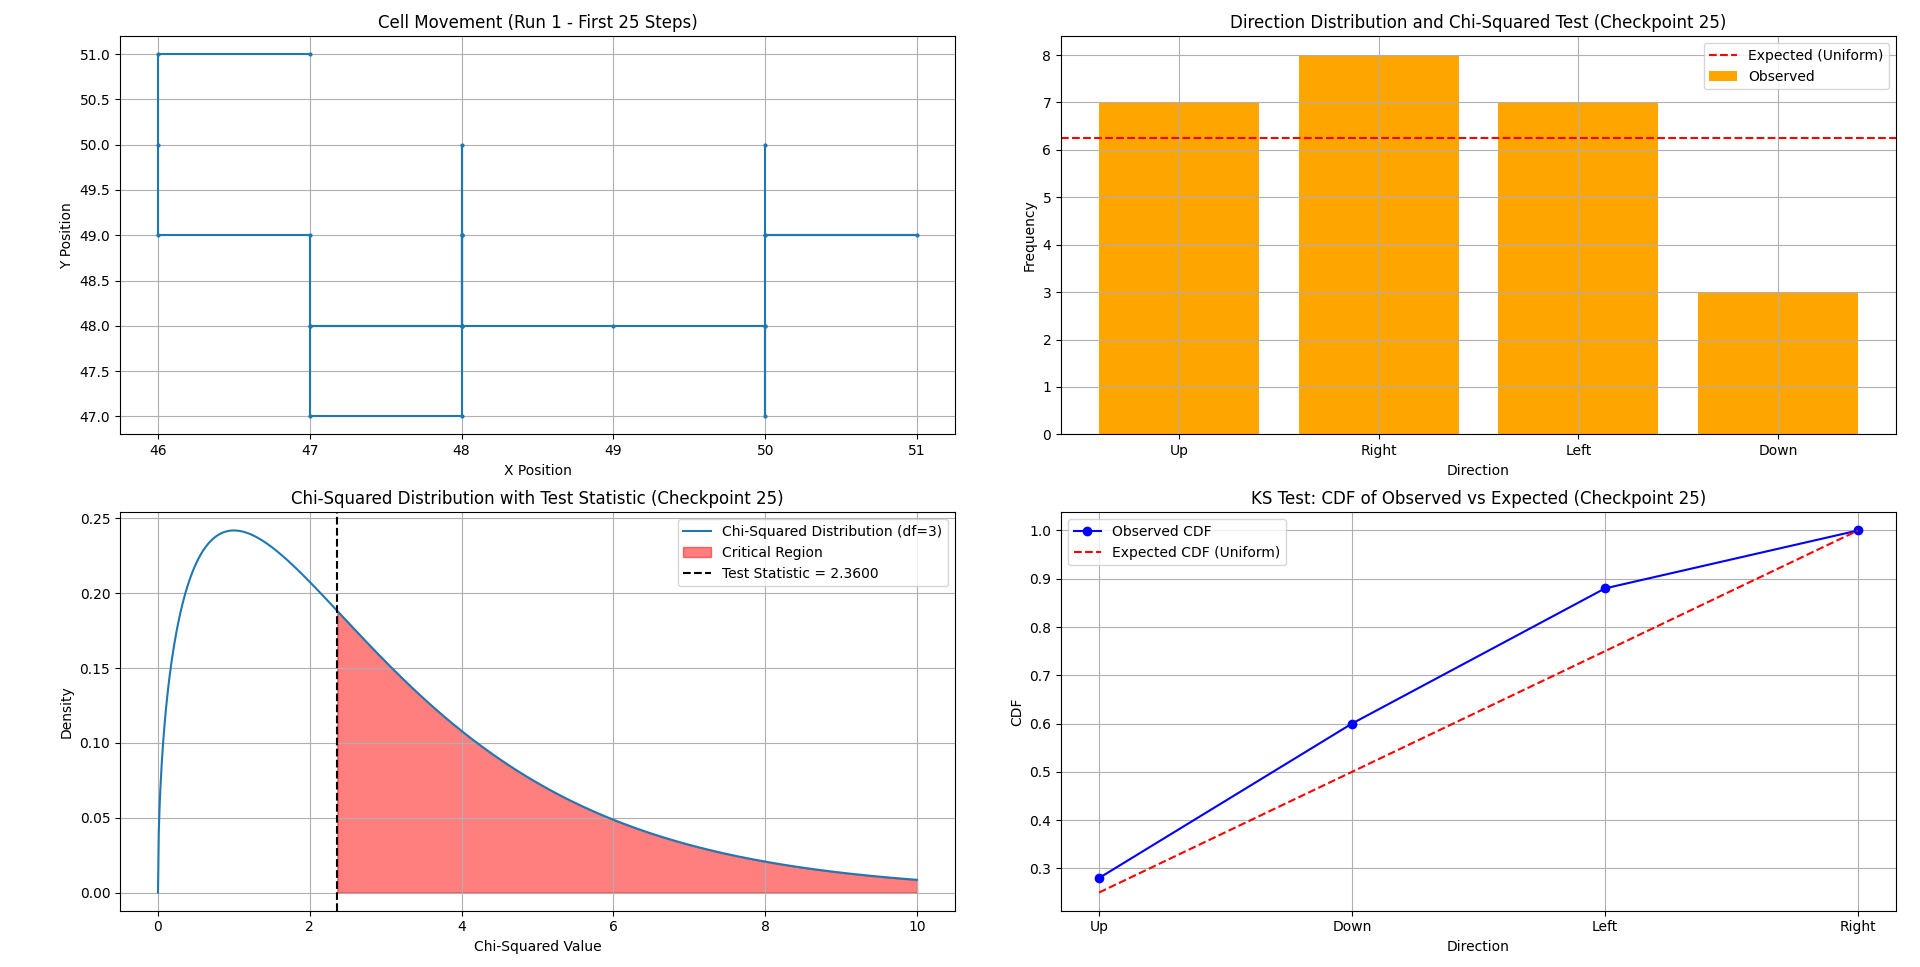 Cell Movement (Run 1 - First 25 Steps)
51.0
50.5
50.0
49.5
49.0
48.5
48.0
47.5
47.0
Y Position
46 47 48 49 50 51
X Position
Direction Distribution and Chi-Squared Test (Checkpoint 25)
Expected (Uniform)
Observed
8
7
6
5
4
3
2
1
0
Frequency
Up Right Left Down
Direction
Chi-Squared Distribution with Test Statistic (Checkpoint 25)
Chi-Squared Distribution (df=3)
Critical Region
Test Statistic = 2.3600
0.25
0.20
0.15
0.10
0.05
0.00
Density
0 2 4 6 8 10
Chi-Squared Value
KS Test: CDF of Observed vs Expected (Checkpoint 25)
Observed CDF
Expected CDF (Uniform)
1.0
0.9
0.8
0.7
0.6
0.5
0.4
0.3
CDF
Up Down Left Right
Direction